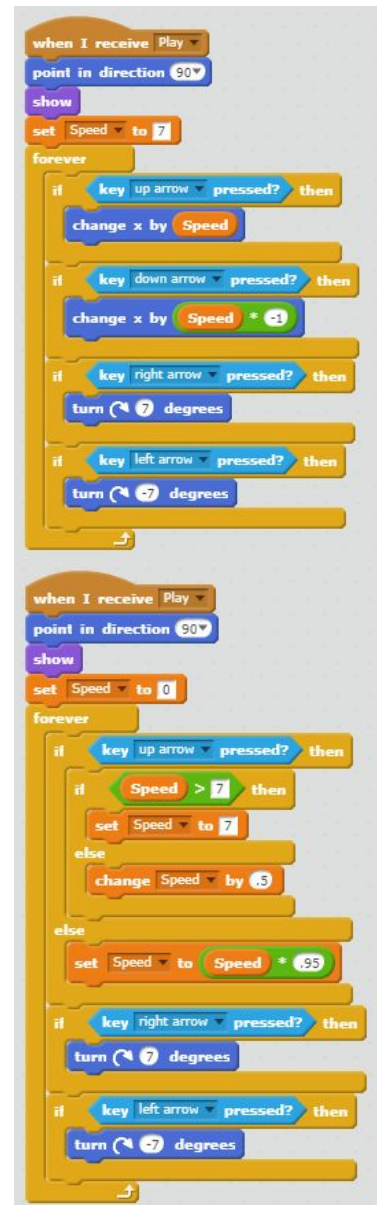 when I receive Play
point in direction 90
show
set Speed to 7
forever
if key up arrow pressed? then
change x by Speed
if key down arrow pressed? then
change x by Speed * -1
if key right arrow pressed? then
turn 7 degrees
if key left arrow pressed? then
turn -7 degrees
when I receive Play
point in direction 90
show
set Speed to 0
forever
if key up arrow pressed? then
if Speed > 7 then
set Speed to 7
else
change Speed by .5
else
set Speed to Speed * .95
if key right arrow pressed? then
turn 7 degrees
if key left arrow pressed? then
turn -7 degrees